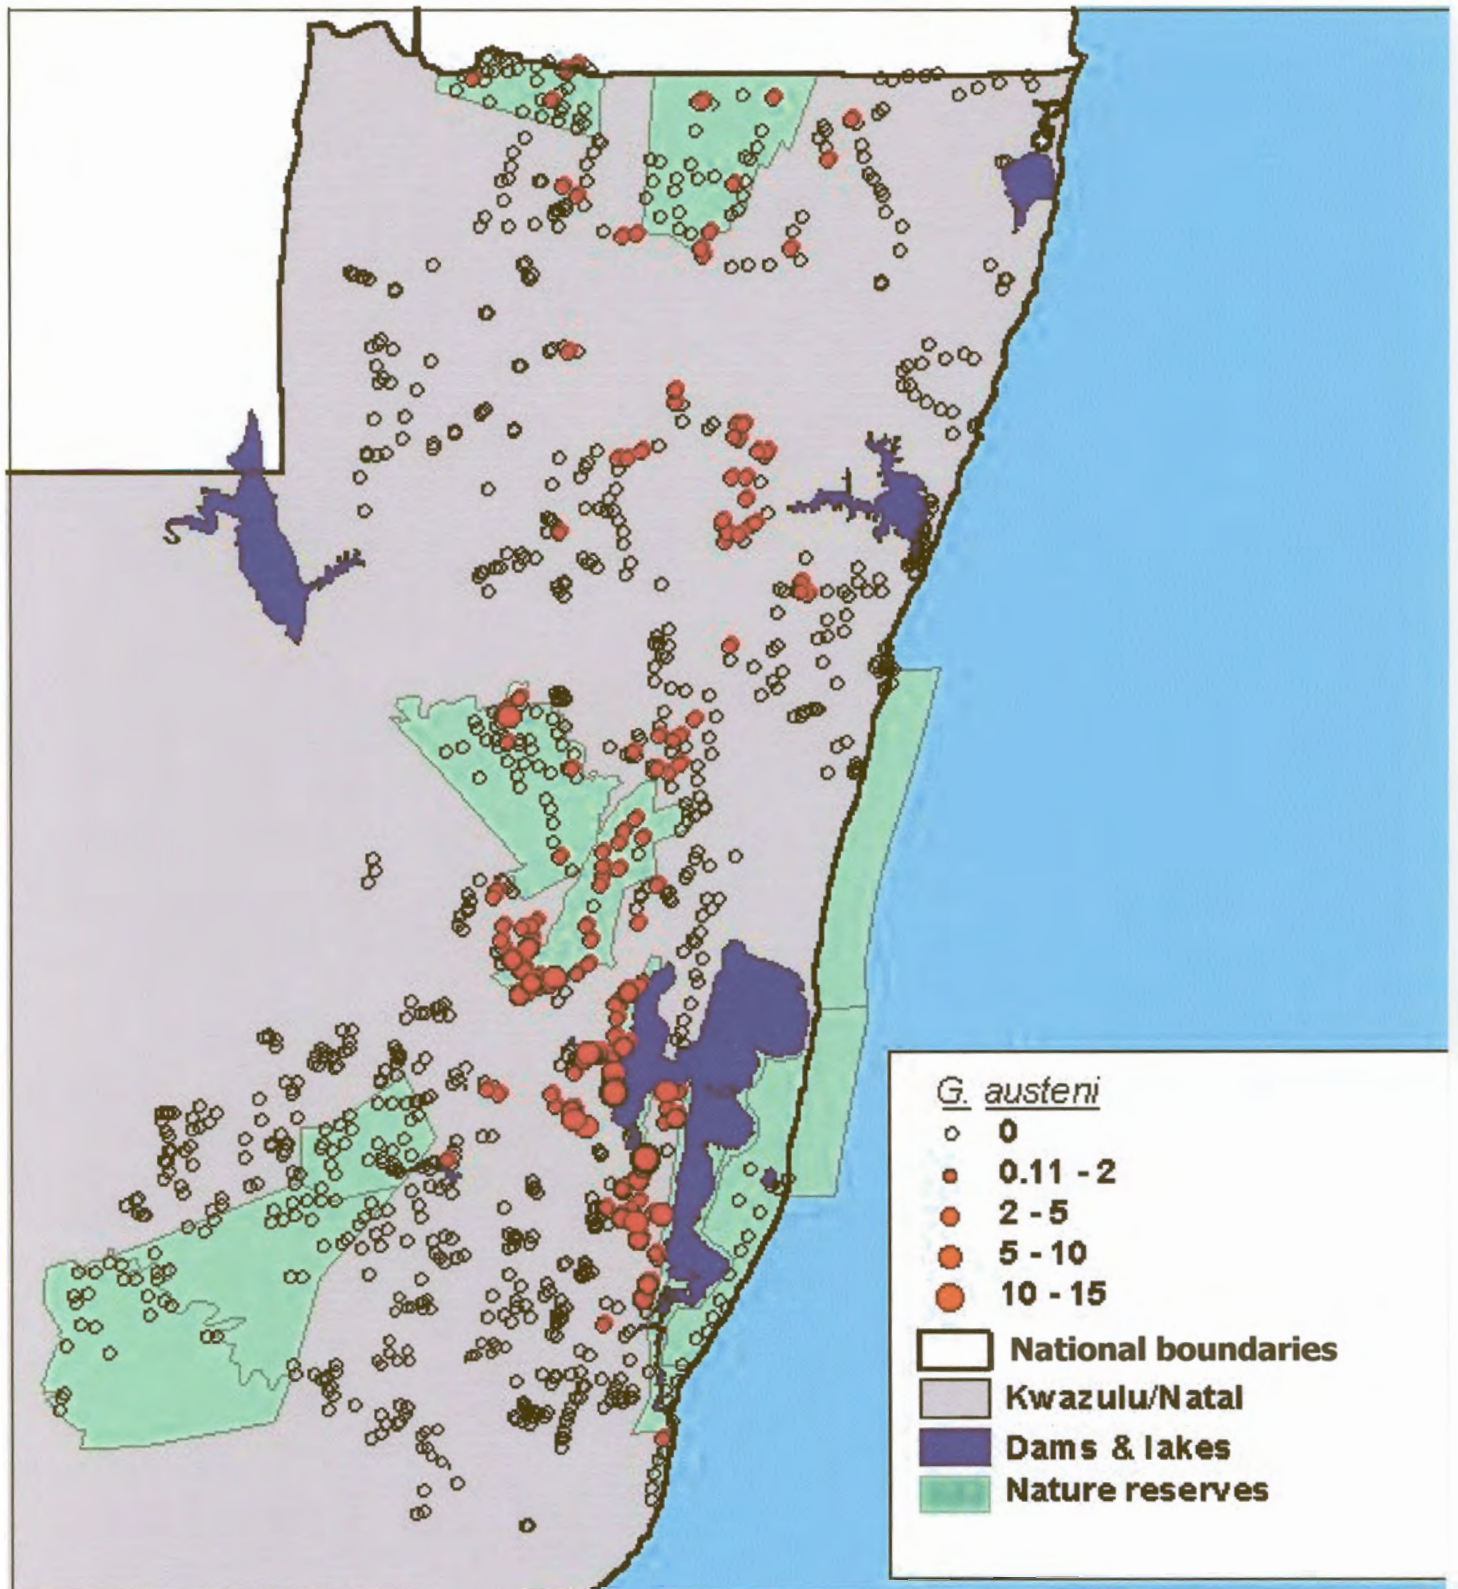 G. austeni
0
0.11 - 2
2 - 5
5 - 10
10 - 15
National boundaries
Kwazulu/Natal
Dams & lakes
Nature reserves